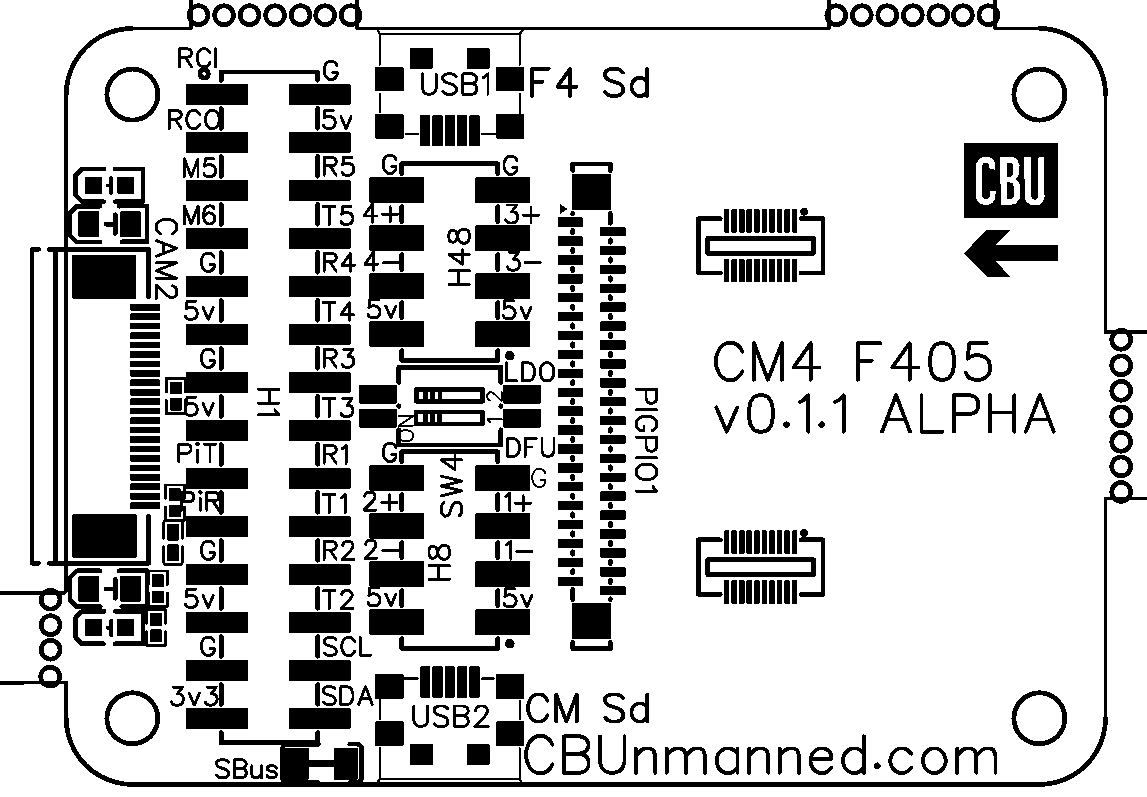 RCI
G
RCO
5v
M5
R5
M6
T5
G
R4
5v
T4
G
R3
5v
T3
PiT
R1
PiR
T1
G
R2
5v
T2
G
SCL
3v3
SDA
H1
SBus
CAM2
USB1
F4 Sd
G
G
4+
3+
4-
3-
5v
5v
H48
LDO
2
1
ON
DFU
SW4
G
G
2+
1+
2-
1-
5v
5v
H8
USB2
CM Sd
CBUnmanned.com
PIGPIO1
CBU
CM4 F405
v0.1.1 ALPHA